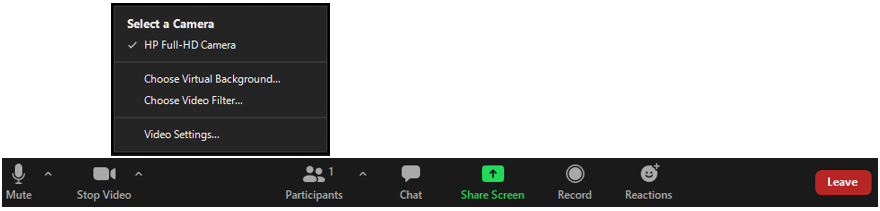 Select a Camera
HP Full-HD Camera
Choose Virtual Background...
Choose Video Filter...
Video Settings...
1
Mute
Stop Video
Participants
Chat
Share Screen
Record
Reactions
Leave